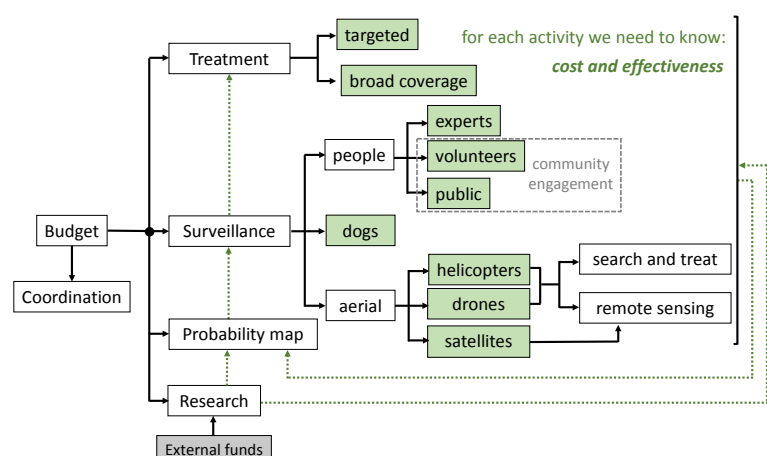 targeted
for each activity we need to know:
Treatment
cost and effectiveness
broad coverage
experts
people
volunteers
community
engagement
public
Budget
Surveillance
dogs
helicopters
search and treat
Coordination
aerial
drones
remote sensing
Probability map
satellites
Research
External funds